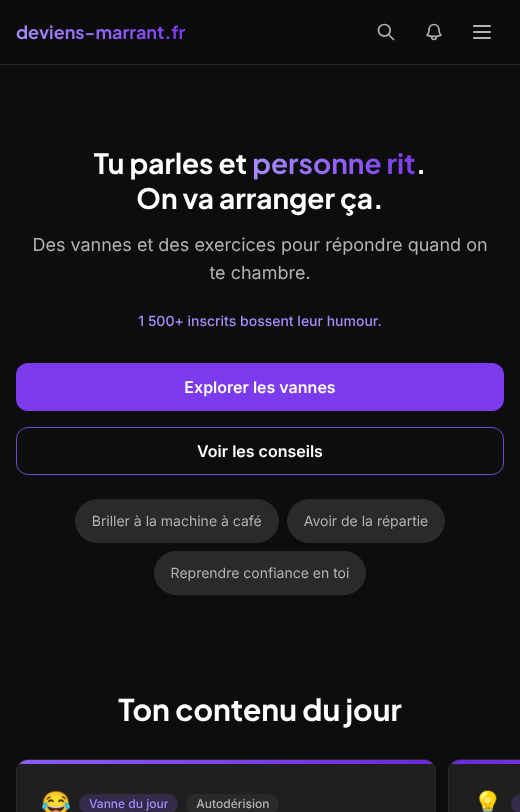 deviens-marrant.fr
Tu parles et personne rit.
On va arranger ça.
Des vannes et des exercices pour répondre quand on
te chambre.
1 500+ inscrits bossent leur humour.
Explorer les vannes
Voir les conseils
Briller à la machine à café
Avoir de la répartie
Reprendre confiance en toi
Ton contenu du jour
Vanne du jour
Autodérision